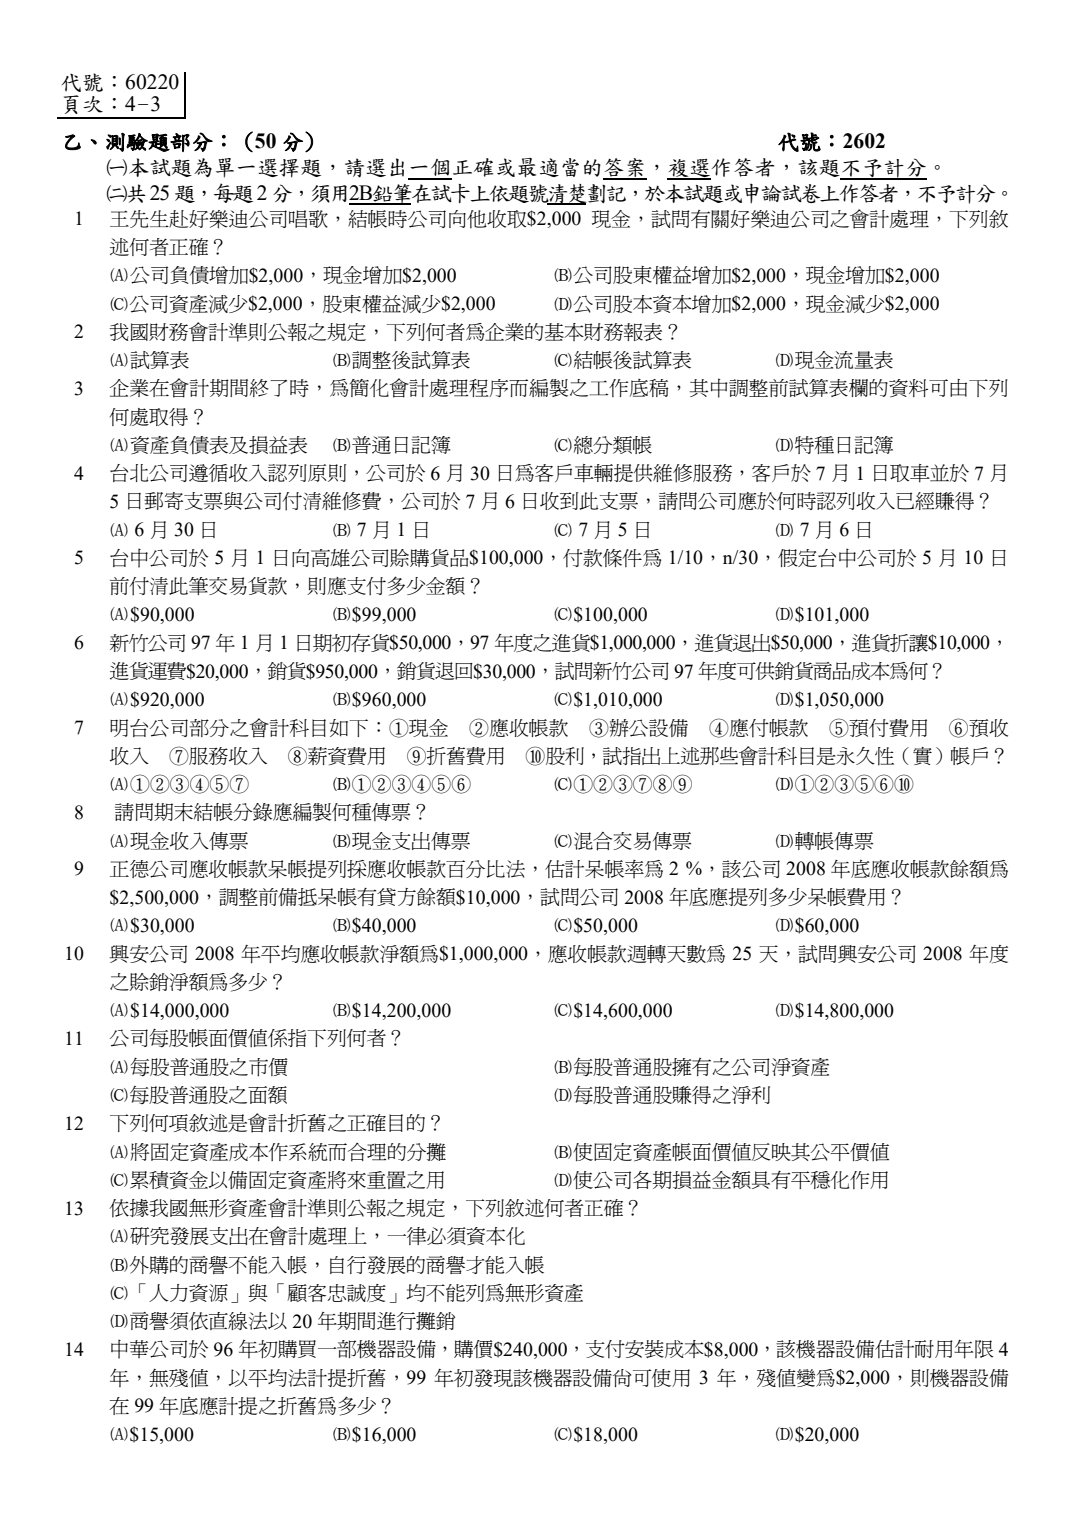 代號：60220
頁次：4-3
乙、測驗題部分：（50 分） 代號：2602
㈠本試題為單一選擇題，請選出一個正確或最適當的答案，複選作答者，該題不予計分。
㈡共 25 題，每題 2 分，須用2B鉛筆在試卡上依題號清楚劃記，於本試題或申論試卷上作答者，不予計分。
1 王先生赴好樂迪公司唱歌，結帳時公司向他收取$2,000 現金，試問有關好樂迪公司之會計處理，下列敘
述何者正確？
(A)公司負債增加$2,000，現金增加$2,000 (B)公司股東權益增加$2,000，現金增加$2,000
(C)公司資產減少$2,000，股東權益減少$2,000 (D)公司股本資本增加$2,000，現金減少$2,000
2 我國財務會計準則公報之規定，下列何者為企業的基本財務報表？
(A)試算表 (B)調整後試算表 (C)結帳後試算表 (D)現金流量表
3 企業在會計期間終了時，為簡化會計處理程序而編製之工作底稿，其中調整前試算表欄的資料可由下列
何處取得？
(A)資產負債表及損益表 (B)普通日記簿 (C)總分類帳 (D)特種日記簿
4 台北公司遵循收入認列原則，公司於 6 月 30 日為客戶車輛提供維修服務，客戶於 7 月 1 日取車並於 7 月
5 日郵寄支票與公司付清維修費，公司於 7 月 6 日收到此支票，請問公司應於何時認列收入已經賺得？
(A) 6 月 30 日 (B) 7 月 1 日 (C) 7 月 5 日 (D) 7 月 6 日
5 台中公司於 5 月 1 日向高雄公司賒購貨品$100,000，付款條件為 1/10，n/30，假定台中公司於 5 月 10 日
前付清此筆交易貨款，則應支付多少金額？
(A)$90,000 (B)$99,000 (C)$100,000 (D)$101,000
6 新竹公司 97 年 1 月 1 日期初存貨$50,000，97 年度之進貨$1,000,000，進貨退出$50,000，進貨折讓$10,000，
進貨運費$20,000，銷貨$950,000，銷貨退回$30,000，試問新竹公司 97 年度可供銷貨商品成本為何？
(A)$920,000 (B)$960,000 (C)$1,010,000 (D)$1,050,000
7 明台公司部分之會計科目如下：①現金 ②應收帳款 ③辦公設備 ④應付帳款 ⑤預付費用 ⑥預收
收入 ⑦服務收入 ⑧薪資費用 ⑨折舊費用 ⑩股利，試指出上述那些會計科目是永久性（實）帳戶？
(A)①②③④⑤⑦ (B)①②③④⑤⑥ (C)①②③⑦⑧⑨ (D)①②③⑤⑥⑩
8 請問期末結帳分錄應編製何種傳票？
(A)現金收入傳票 (B)現金支出傳票 (C)混合交易傳票 (D)轉帳傳票
9 正德公司應收帳款呆帳提列採應收帳款百分比法，估計呆帳率為 2 %，該公司 2008 年底應收帳款餘額為
$2,500,000，調整前備抵呆帳有貸方餘額$10,000，試問公司 2008 年底應提列多少呆帳費用？
(A)$30,000 (B)$40,000 (C)$50,000 (D)$60,000
10 興安公司 2008 年平均應收帳款淨額為$1,000,000，應收帳款週轉天數為 25 天，試問興安公司 2008 年度
之賒銷淨額為多少？
(A)$14,000,000 (B)$14,200,000 (C)$14,600,000 (D)$14,800,000
11 公司每股帳面價值係指下列何者？
(A)每股普通股之市價 (B)每股普通股擁有之公司淨資產
(C)每股普通股之面額 (D)每股普通股賺得之淨利
12 下列何項敘述是會計折舊之正確目的？
(A)將固定資產成本作系統而合理的分攤 (B)使固定資產帳面價值反映其公平價值
(C)累積資金以備固定資產將來重置之用 (D)使公司各期損益金額具有平穩化作用
13 依據我國無形資產會計準則公報之規定，下列敘述何者正確？
(A)研究發展支出在會計處理上，一律必須資本化
(B)外購的商譽不能入帳，自行發展的商譽才能入帳
(C)「人力資源」與「顧客忠誠度」均不能列為無形資產
(D)商譽須依直線法以 20 年期間進行攤銷
14 中華公司於 96 年初購買一部機器設備，購價$240,000，支付安裝成本$8,000，該機器設備估計耐用年限 4
年，無殘值，以平均法計提折舊，99 年初發現該機器設備尚可使用 3 年，殘值變為$2,000，則機器設備
在 99 年底應計提之折舊為多少？
(A)$15,000 (B)$16,000 (C)$18,000 (D)$20,000